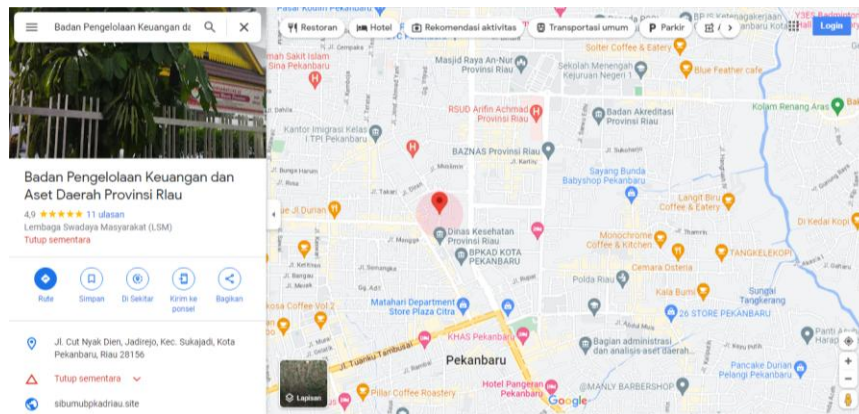 Badan Pengelolaan Keuangan da
Restoran
Hotel
Rekomendasi aktivitas
Transportasi umum
Parkir
Login
Badan Pengelolaan Keuangan dan
Aset Daerah Provinsi RIau
4,9 ★★★★★ 11 ulasan
Lembaga Swadaya Masyarakat (LSM)
Tutup sementara
Rute
Simpan
Di Sekitar
Kirim ke
ponsel
Bagikan
Jl. Cut Nyak Dien, Jadirejo, Kec. Sukajadi, Kota
Pekanbaru, Riau 28156
Tutup sementara
sibumubpkadriau.site
Solter Coffee & Eatery
Masjid Raya An-Nur
Provinsi Riau
Sekolah Menengah
Kejuruan Negeri 1
Blue Feather cafe
Sina Pekanbaru
RSUD Arifin Achmad
Provinsi Riau
Badan Akreditasi
Provinsi Riau
Kolam Renang Aras
Kantor Imigrasi Kelas
I TPI Pekanbaru
BAZNAS Provinsi Riau
Sayang Bunda
Babyshop Pekanbaru
Langit Biru
Coffee & Eatery
Di Kedai Kopi
Dinas Kesehatan
Provinsi Riau
BPKAD KOTA
PEKANBARU
Monochrome
Coffee & Kitchen
TANGKELEKOPI
Cemara Osteria
Polda Riau
Kala Bumi
Sungai
Tangkerang
Matahari Department
Store Plaza Citra
26 STORE PEKANBARU
Jl. Tuanku Tambusai
KHAS Pekanbaru
Bagian administrasi
dan analisis aset daerah...
Pekanbaru
Hotel Pangeran
Pekanbaru
Pillar Coffee Roastery
@MANLY BARBERSHOP
Pancake Durian
Pelangi Pekanbaru
Lapisan
Google